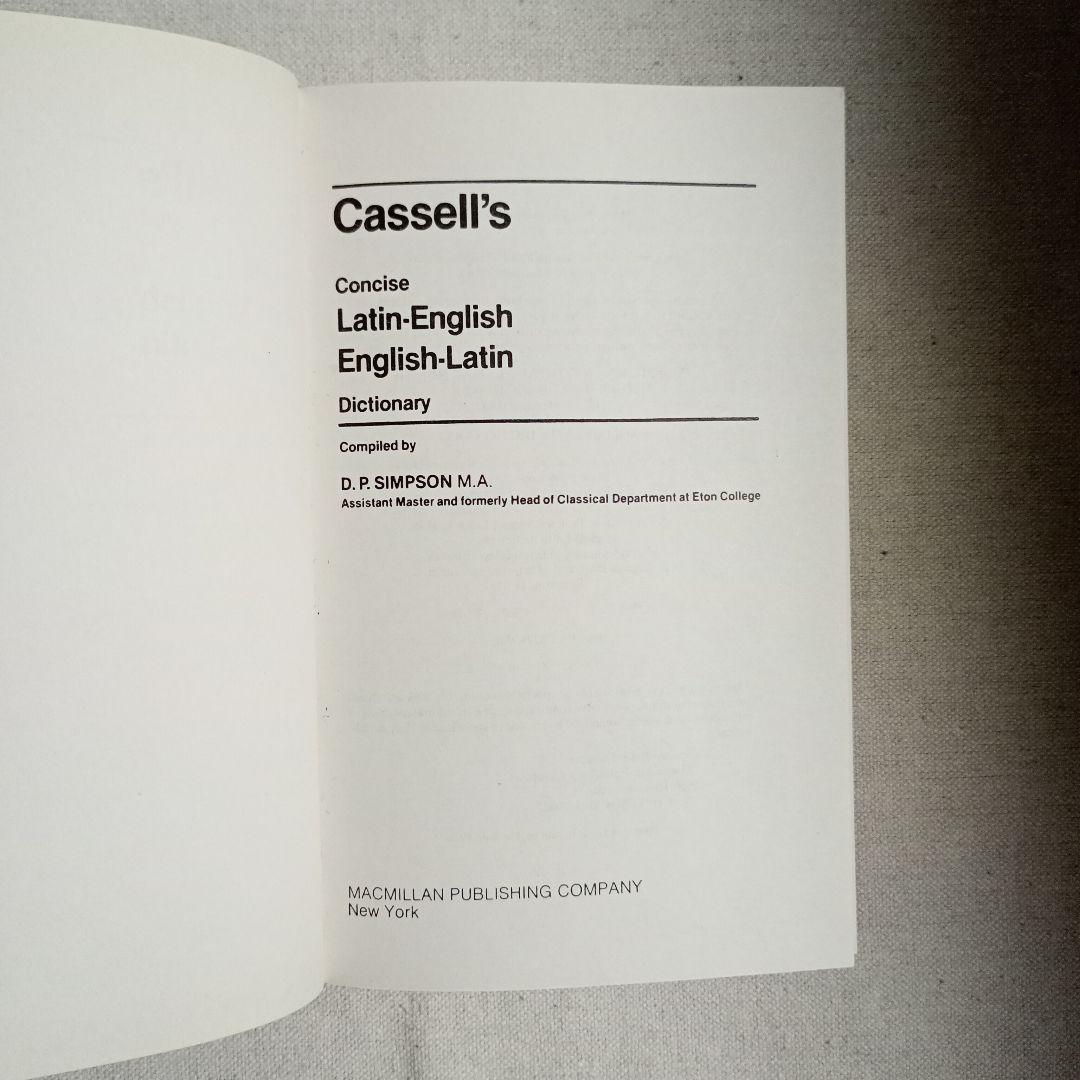 Cassell's
Concise
Latin-English
English-Latin
Dictionary
Compiled by
D. P. SIMPSON M.A.
Assistant Master and formerly Head of Classical Department at Eton College
MACMILLAN PUBLISHING COMPANY
New York